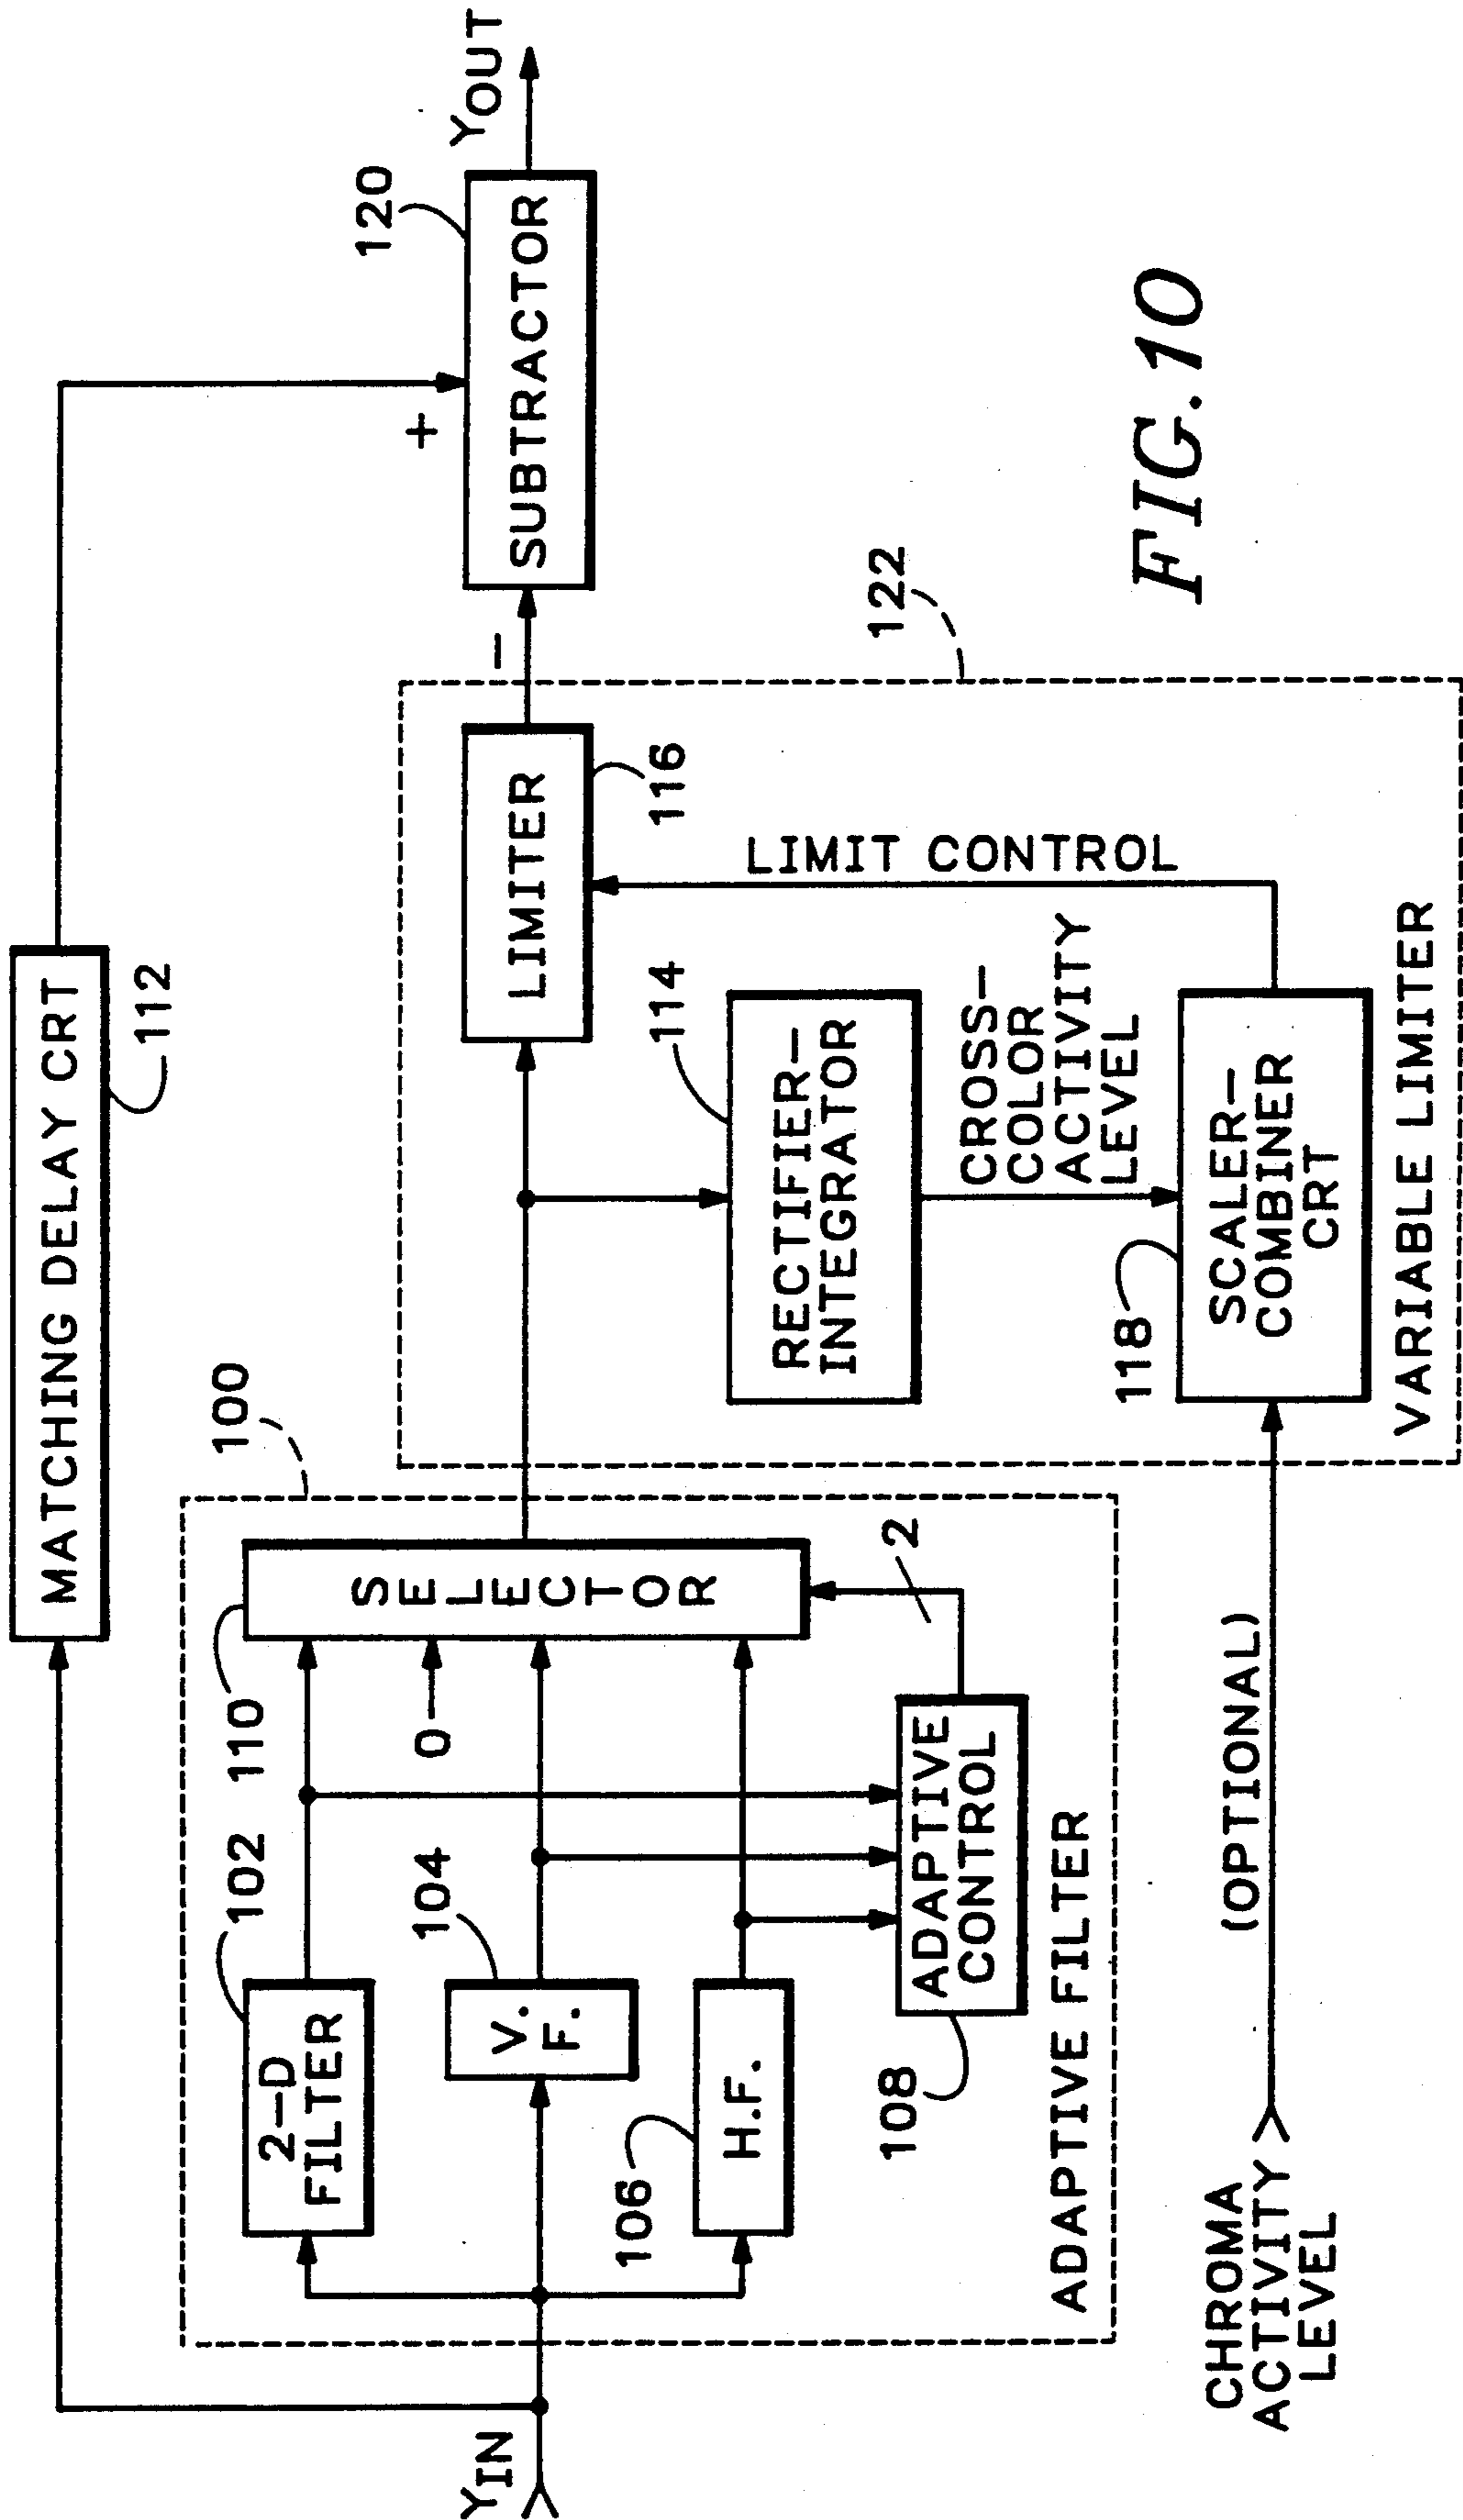 MATCHING DELAY CRT
112
YIN
100
102
2-D
FILTER
110
SELECTOR
0
104
V.
F.
106
H.F.
108
ADAPTIVE
CONTROL
2
ADAPTIVE FILTER
CHROMA
ACTIVITY
LEVEL
(OPTIONAL)
LIMITER
116
114
RECTIFIER-
INTEGRATOR
CROSS-
COLOR
ACTIVITY
LEVEL
LIMIT CONTROL
118
SCALER-
COMBINER
CRT
VARIABLE LIMITER
122
-
+
120
SUBTRACTOR
YOUT
FIG. 10